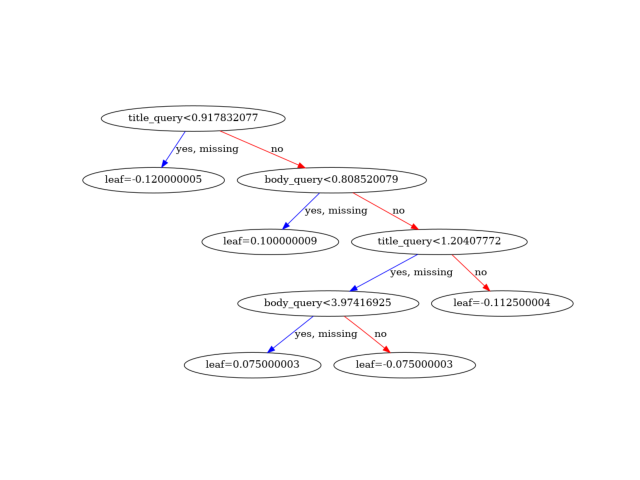 title_query<0.917832077
yes, missing
no
leaf=-0.120000005
body_query<0.808520079
yes, missing
no
leaf=0.100000009
title_query<1.20407772
yes, missing
no
body_query<3.97416925
leaf=-0.112500004
yes, missing
no
leaf=0.075000003
leaf=-0.075000003